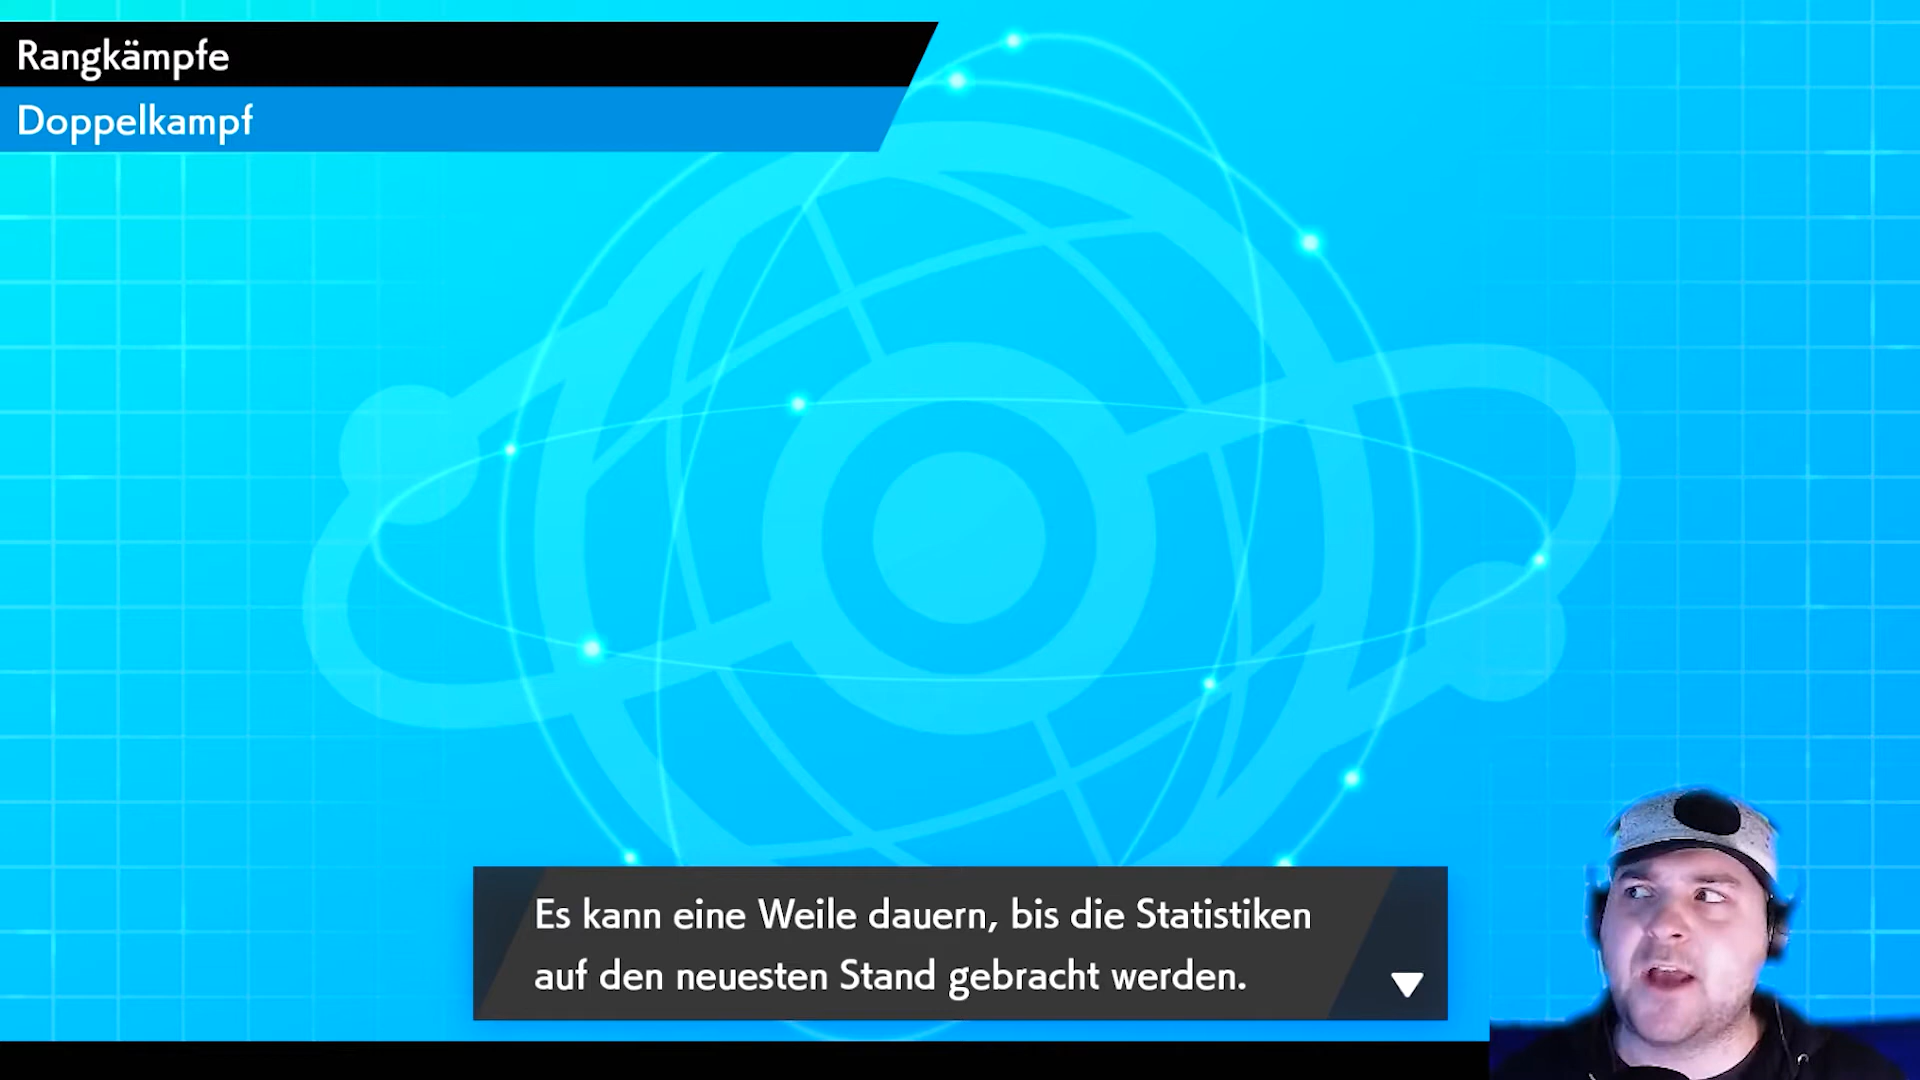 Rangkämpfe
Doppelkampf
Es kann eine Weile dauern, bis die Statistiken
auf den neuesten Stand gebracht werden.